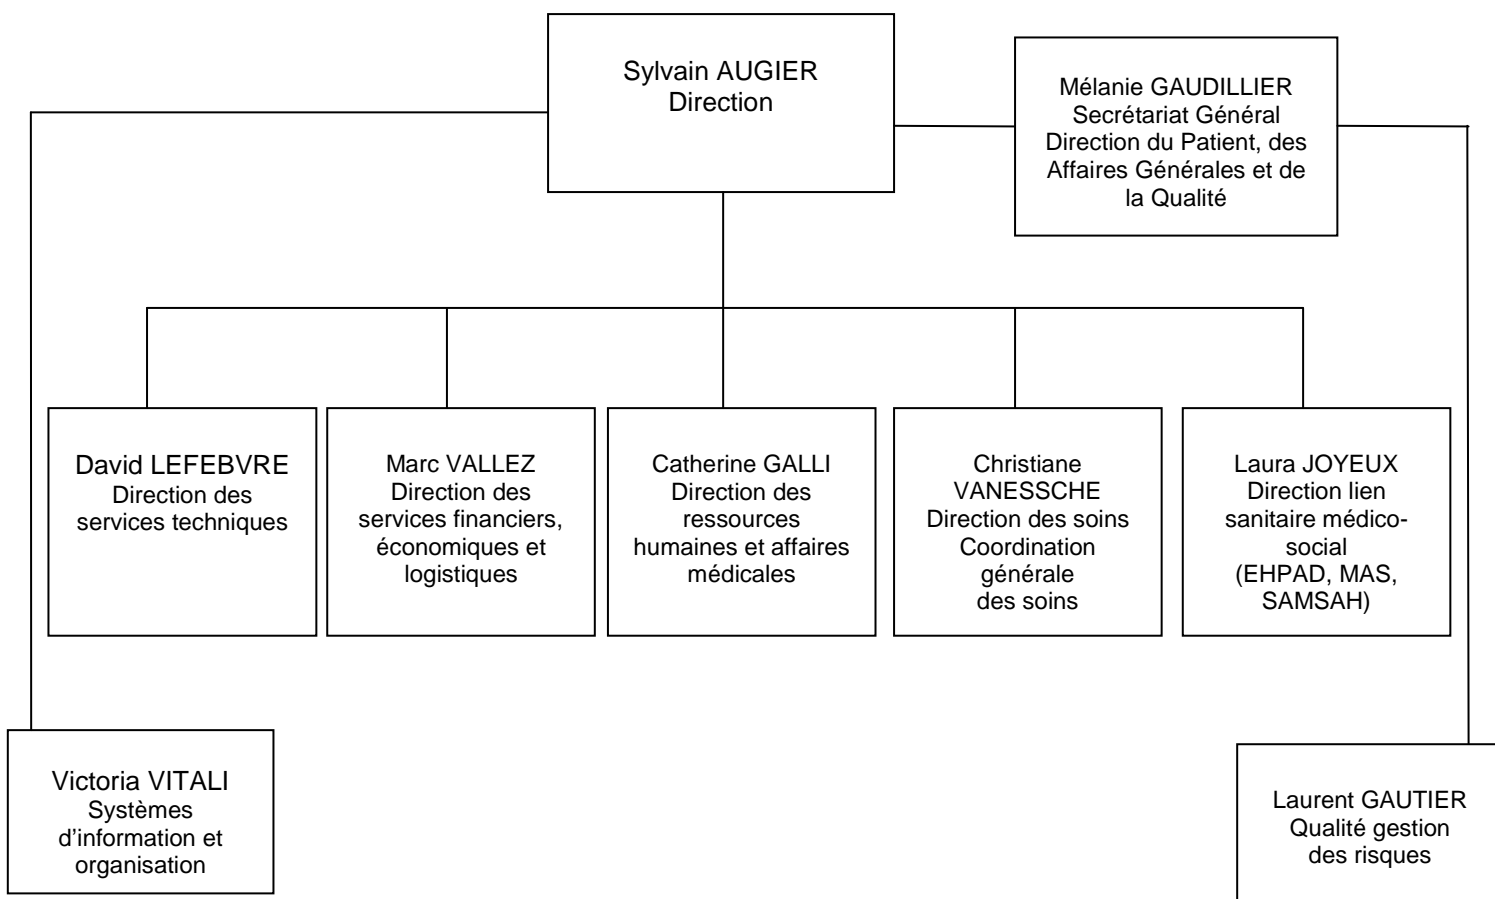 Sylvain AUGIER
Direction
Mélanie GAUDILLIER
Secrétariat Général
Direction du Patient, des
Affaires Générales et de
la Qualité
David LEFEBVRE
Direction des
services techniques
Marc VALLEZ
Direction des
services financiers,
économiques et
logistiques
Catherine GALLI
Direction des
ressources
humaines et affaires
médicales
Christiane
VANESSCHE
Direction des soins
Coordination
générale
des soins
Laura JOYEUX
Direction lien
sanitaire médico-
social
(EHPAD, MAS,
SAMSAH)
Victoria VITALI
Systèmes
d'information et
organisation
Laurent GAUTIER
Qualité gestion
des risques